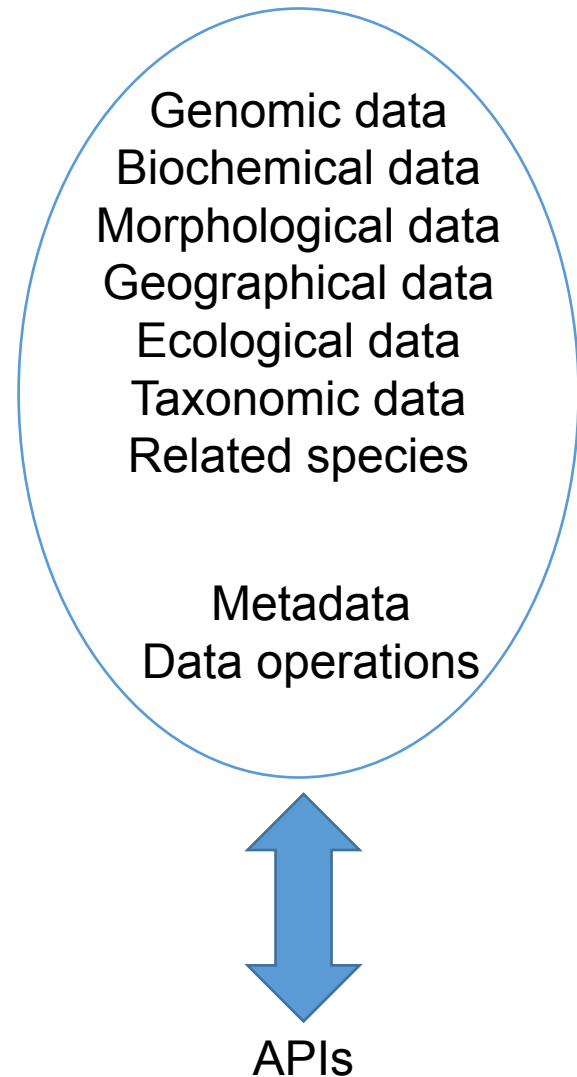 Genomic data
Biochemical data
Morphological data
Geographical data
Ecological data
Taxonomic data
Related species
Metadata
Data operations
APIs